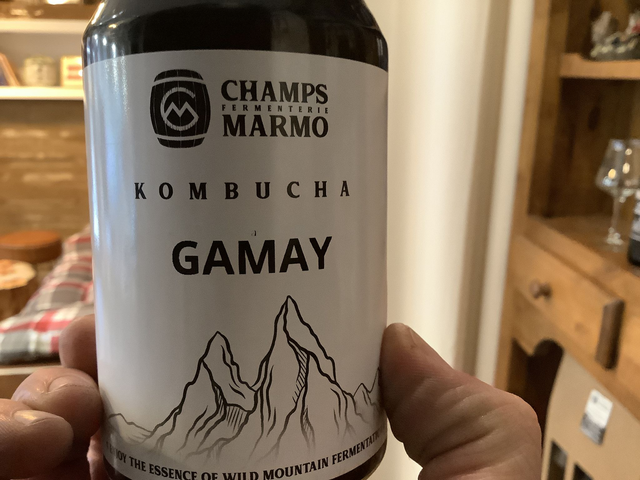 CHAMPS
FERMENTERIE
MARMO
KOMBUCHA
GAMAY
THE ESSENCE OF WILD MOUNTAIN